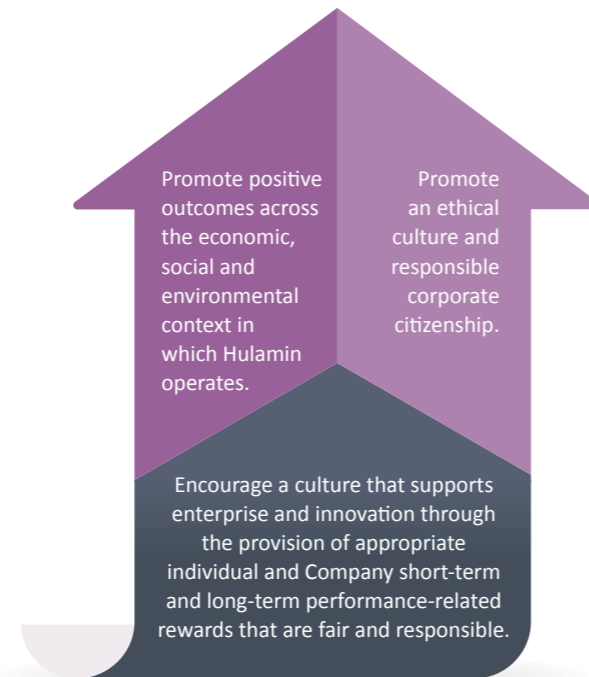 Promote positive
outcomes across
the economic,
social and
environmental
context in
which Hulamin
operates.
Promote
an ethical
culture and
responsible
corporate
citizenship.
Encourage a culture that supports
enterprise and innovation through
the provision of appropriate
individual and Company short-term
and long-term performance-related
rewards that are fair and responsible.